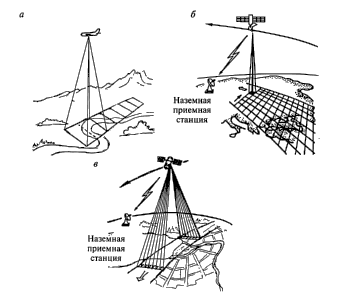 а
б
Наземная
приемная
станция
в
Наземная
приемная
станция